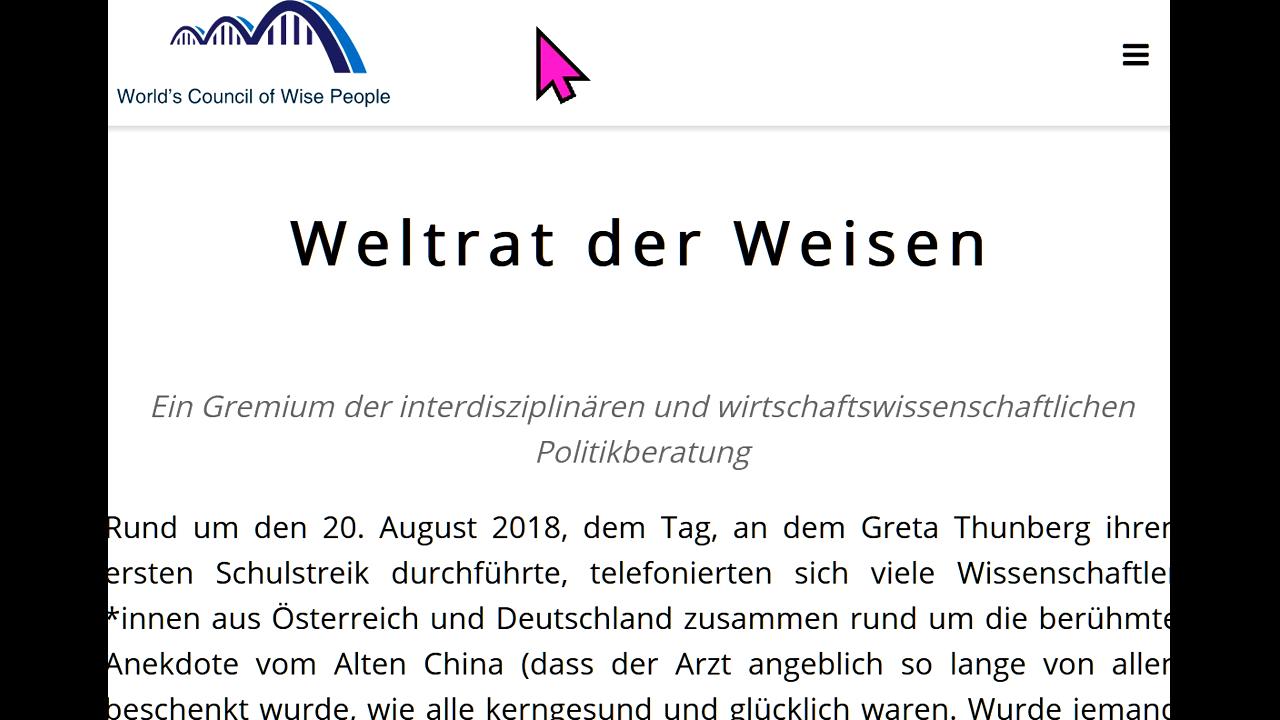 World's Council of Wise People
Weltrat der Weisen
Ein Gremium der interdisziplinären und wirtschaftswissenschaftlichen
Politikberatung
Rund um den 20. August 2018, dem Tag, an dem Greta Thunberg ihren
ersten Schulstreik durchführte, telefonierten sich viele Wissenschaftler
*innen aus Österreich und Deutschland zusammen rund um die berühmte
Anekdote vom Alten China (dass der Arzt angeblich so lange von allen
beschenkt wurde, wie alle kerngesund und glücklich waren. Wurde jemand